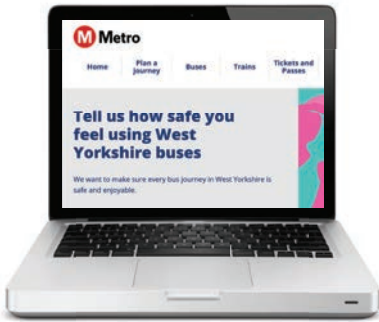 M Metro
Home Plan a Journey Buses Trains Tickets and Passes
Tell us how safe you
feel using West
Yorkshire buses
We want to make sure every bus journey in West Yorkshire is
safe and enjoyable.